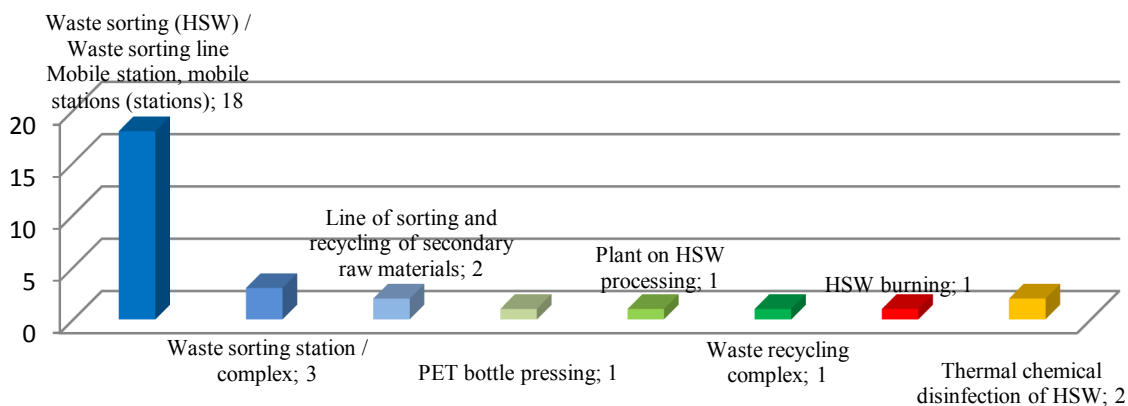 Waste sorting (HSW) /
Waste sorting line
Mobile station, mobile
stations (stations); 18
20
15
10
5
0
Line of sorting and
recycling of secondary
raw materials; 2
Plant on HSW
processing; 1
HSW burning; 1
Waste sorting station /
complex; 3
PET bottle pressing; 1
Waste recycling
complex; 1
Thermal chemical
disinfection of HSW; 2